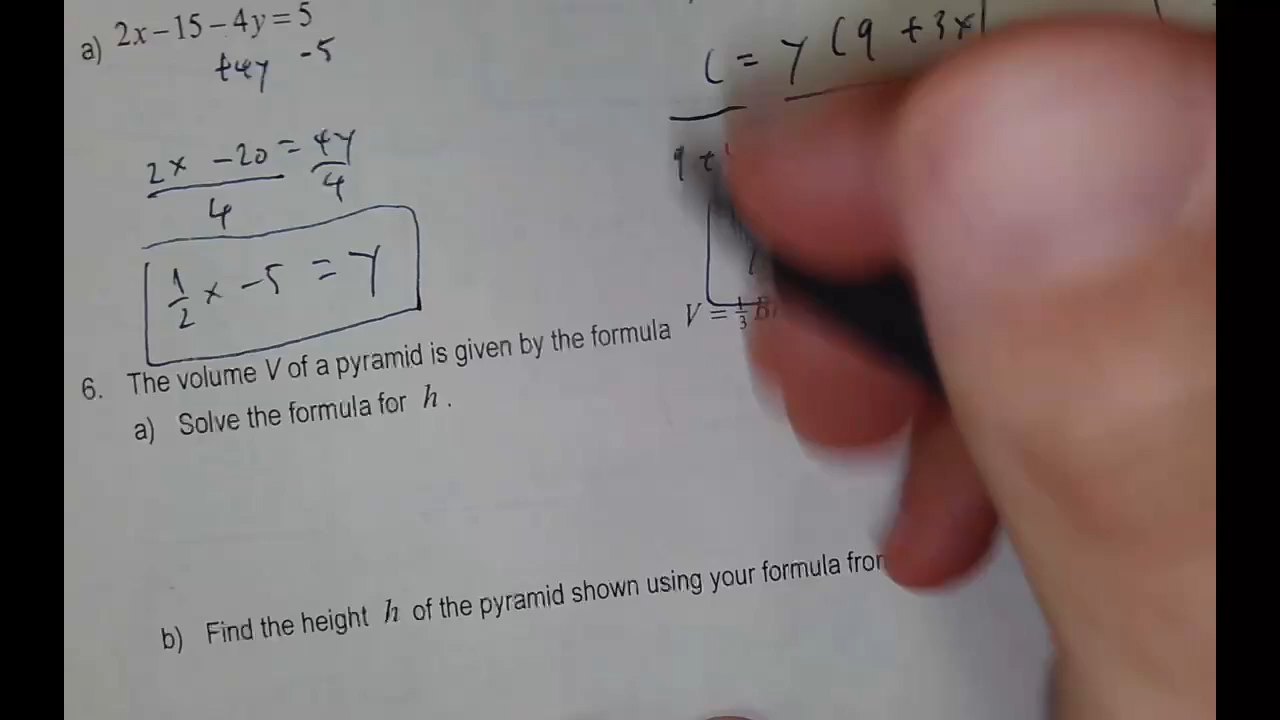 a) 2x-15-4y=5
+4y -5
2x -20 = 4y
4 4
1/2 x -5 = y
( = y (9 + 3x
9 +
6. The volume V of a pyramid is given by the formula V = 1/3
a) Solve the formula for h.
b) Find the height h of the pyramid shown using your formula